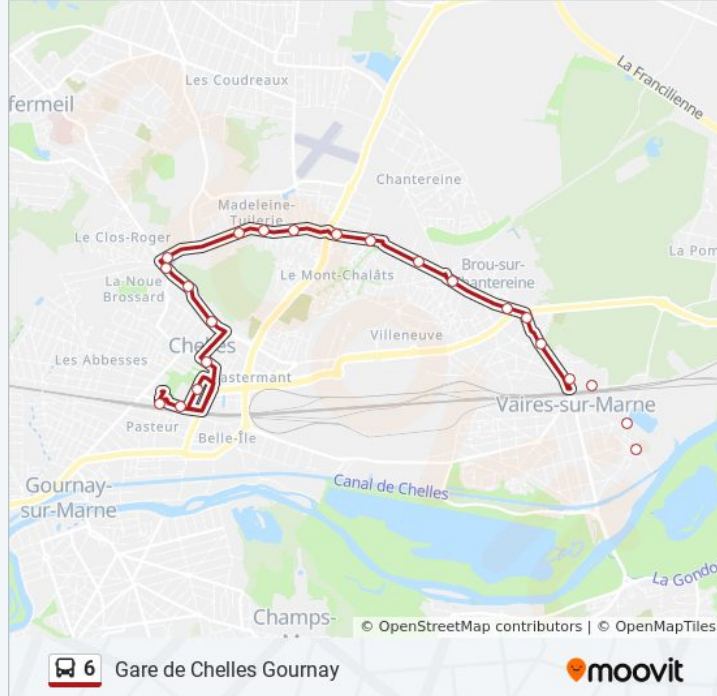 Les Coudreaux
La Francilienne
fermeil
Chantereine
Madeleine-
Tuilerie
Le Clos-Roger
La Pom
Brou-sur-
Chantereine
Le Mont-Chalâts
La Noue
Brossard
Villeneuve
Chelles
Les Abbesses
astermant
Vaires-sur-Marne
Pasteur
Belle-Île
Gournay-
sur-Marne
Canal de Chelles
La Gondo
Champs-
© OpenStreetMap contributors | © OpenMapTiles
6 Gare de Chelles Gournay
moovit